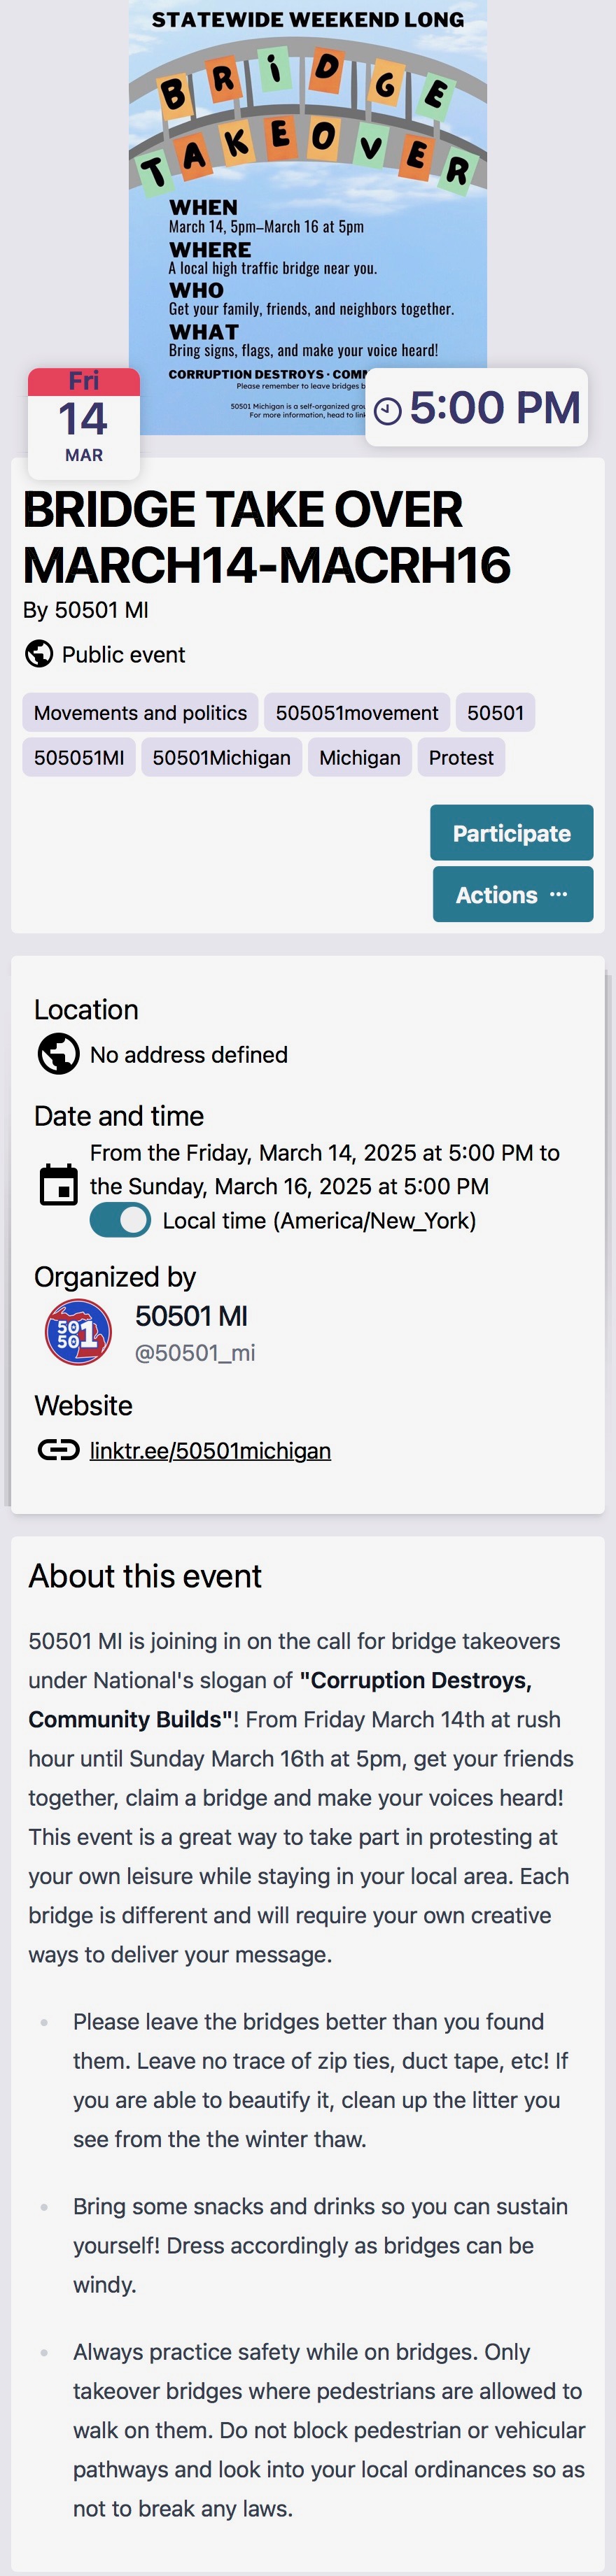 STATEWIDE WEEKEND LONG
BRiDGE
TAKEOVER
WHEN
March 14, 5pm–March 16 at 5pm
WHERE
A local high traffic bridge near you.
WHO
Get your family, friends, and neighbors together.
WHAT
Bring signs, flags, and make your voice heard!
CORRUPTION DESTROYS · COM
Please remember to leave bridges
50501 Michigan is a self-organized
For more information, head to
Fri
14
MAR
5:00 PM
BRIDGE TAKE OVER
MARCH14-MACRH16
By 50501 MI
Public event
Movements and politics 505051movement 50501
505051MI 50501Michigan Michigan Protest
Participate
Actions ···
Location
No address defined
Date and time
From the Friday, March 14, 2025 at 5:00 PM to
the Sunday, March 16, 2025 at 5:00 PM
Local time (America/New_York)
Organized by
50 50 1
50501 MI
@50501_mi
Website
linktr.ee/50501michigan
About this event
50501 MI is joining in on the call for bridge takeovers
under National's slogan of "Corruption Destroys,
Community Builds"! From Friday March 14th at rush
hour until Sunday March 16th at 5pm, get your friends
together, claim a bridge and make your voices heard!
This event is a great way to take part in protesting at
your own leisure while staying in your local area. Each
bridge is different and will require your own creative
ways to deliver your message.
• Please leave the bridges better than you found
them. Leave no trace of zip ties, duct tape, etc! If
you are able to beautify it, clean up the litter you
see from the the winter thaw.
• Bring some snacks and drinks so you can sustain
yourself! Dress accordingly as bridges can be
windy.
• Always practice safety while on bridges. Only
takeover bridges where pedestrians are allowed to
walk on them. Do not block pedestrian or vehicular
pathways and look into your local ordinances so as
not to break any laws.